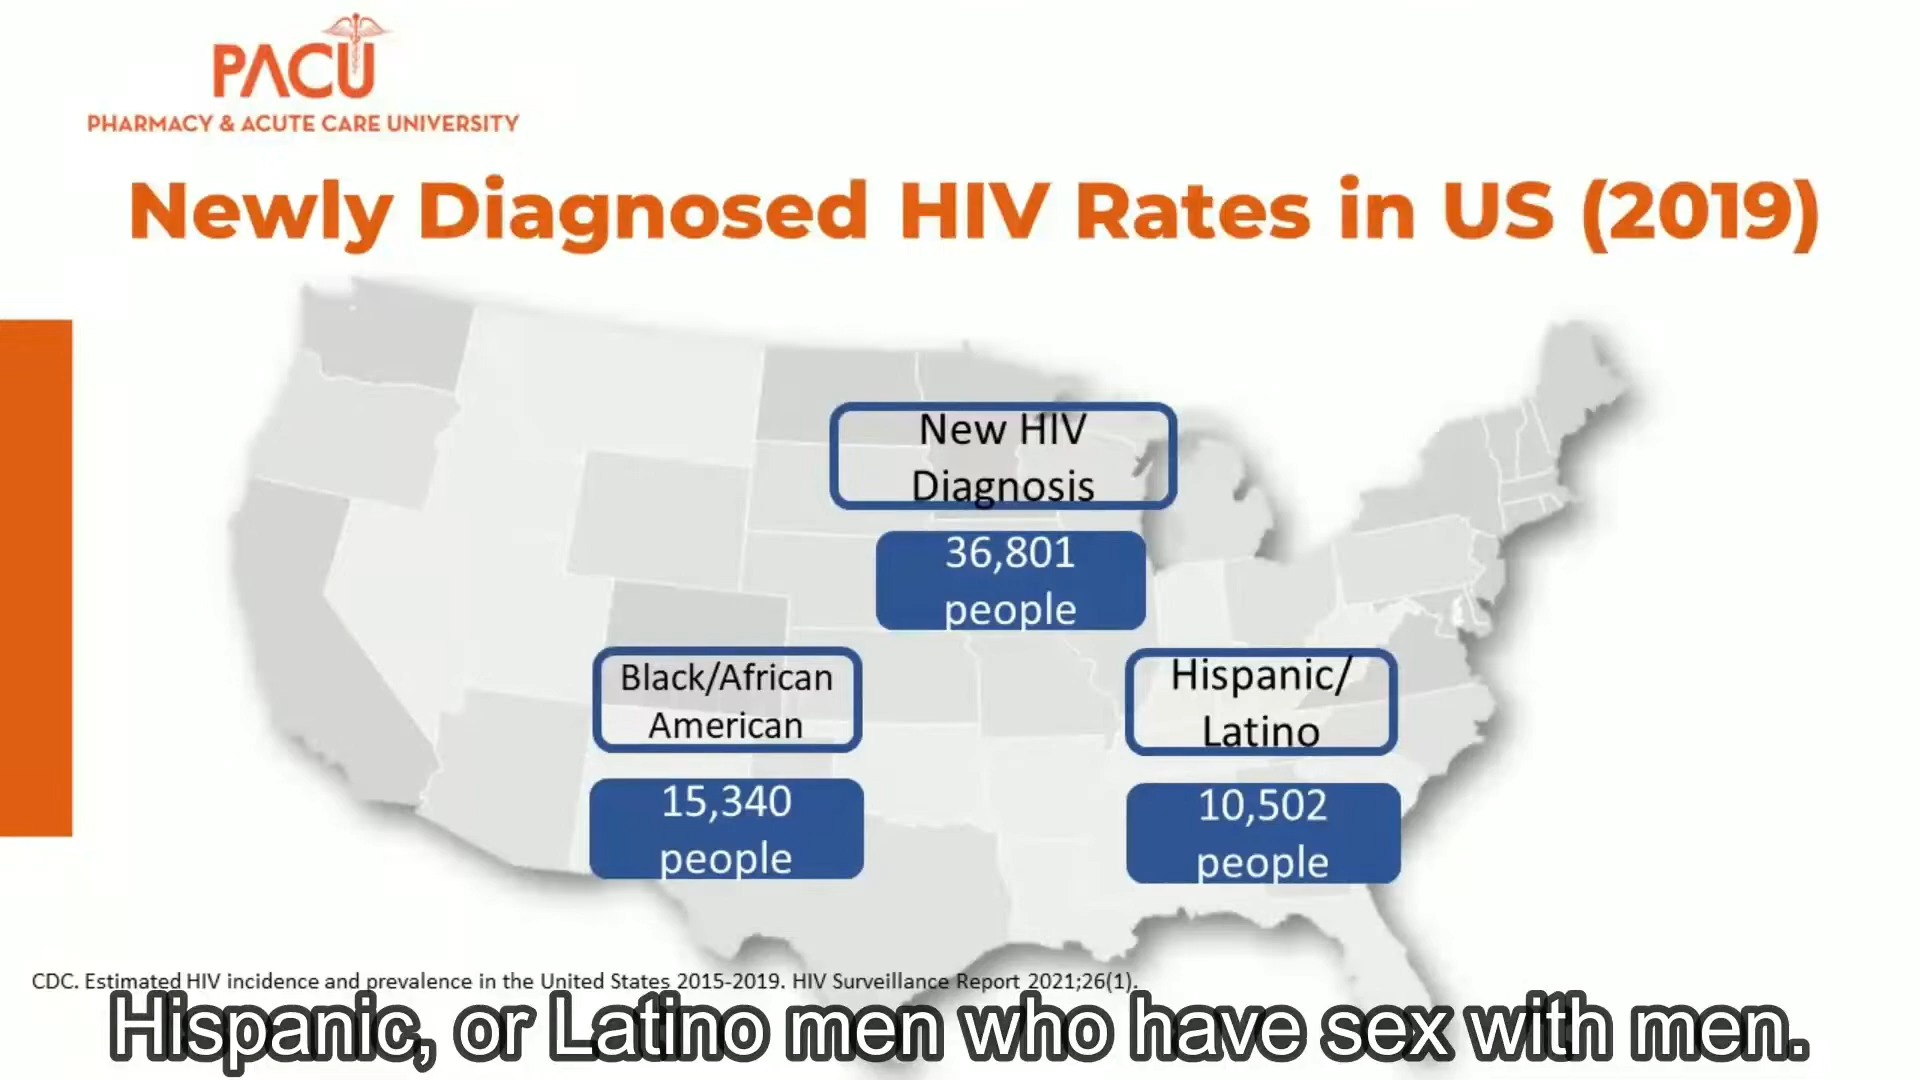 PACU
PHARMACY & ACUTE CARE UNIVERSITY
Newly Diagnosed HIV Rates in US (2019)
New HIV
Diagnosis
36,801
people
Black/African
American
15,340
people
Hispanic/
Latino
10,502
people
CDC. Estimated HIV incidence and prevalence in the United States 2015-2019. HIV Surveillance Report 2021;26(1).
Hispanic, or Latino men who have sex with men.